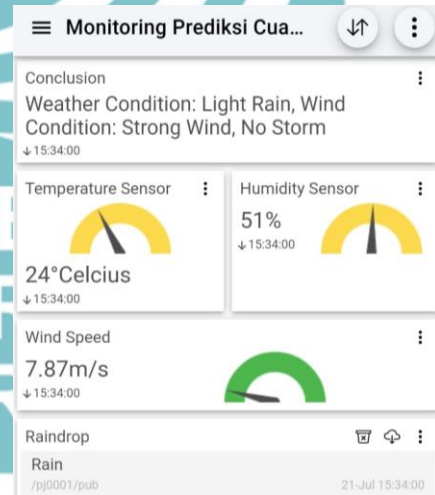 Monitoring Prediksi Cua...
Conclusion
Weather Condition: Light Rain, Wind
Condition: Strong Wind, No Storm
↓15:34:00
Temperature Sensor
24°Celcius
↓15:34:00
Humidity Sensor
51%
↓15:34:00
Wind Speed
7.87m/s
↓15:34:00
Raindrop
Rain
/pj0001/pub
21-Jul 15:34:00